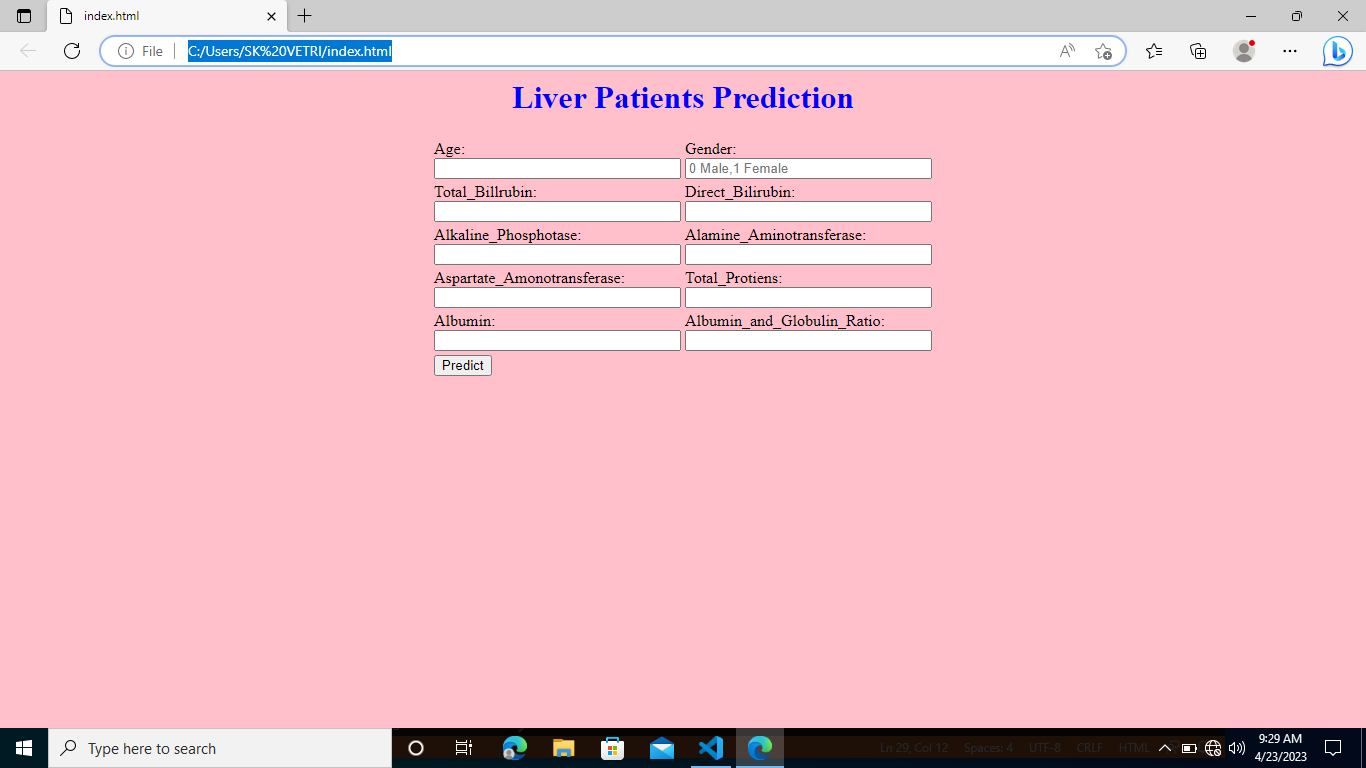 index.html
File C:/Users/SK%20VETRI/index.html
Liver Patients Prediction
Age: Gender:
0 Male,1 Female
Total_Billrubin: Direct_Bilirubin:
Alkaline_Phosphotase: Alamine_Aminotransferase:
Aspartate_Amonotransferase: Total_Protiens:
Albumin: Albumin_and_Globulin_Ratio:
Predict
Type here to search
Ln 29, Col 12 Spaces: 4 UTF-8 CRLF HTML
9:29 AM
4/23/2023